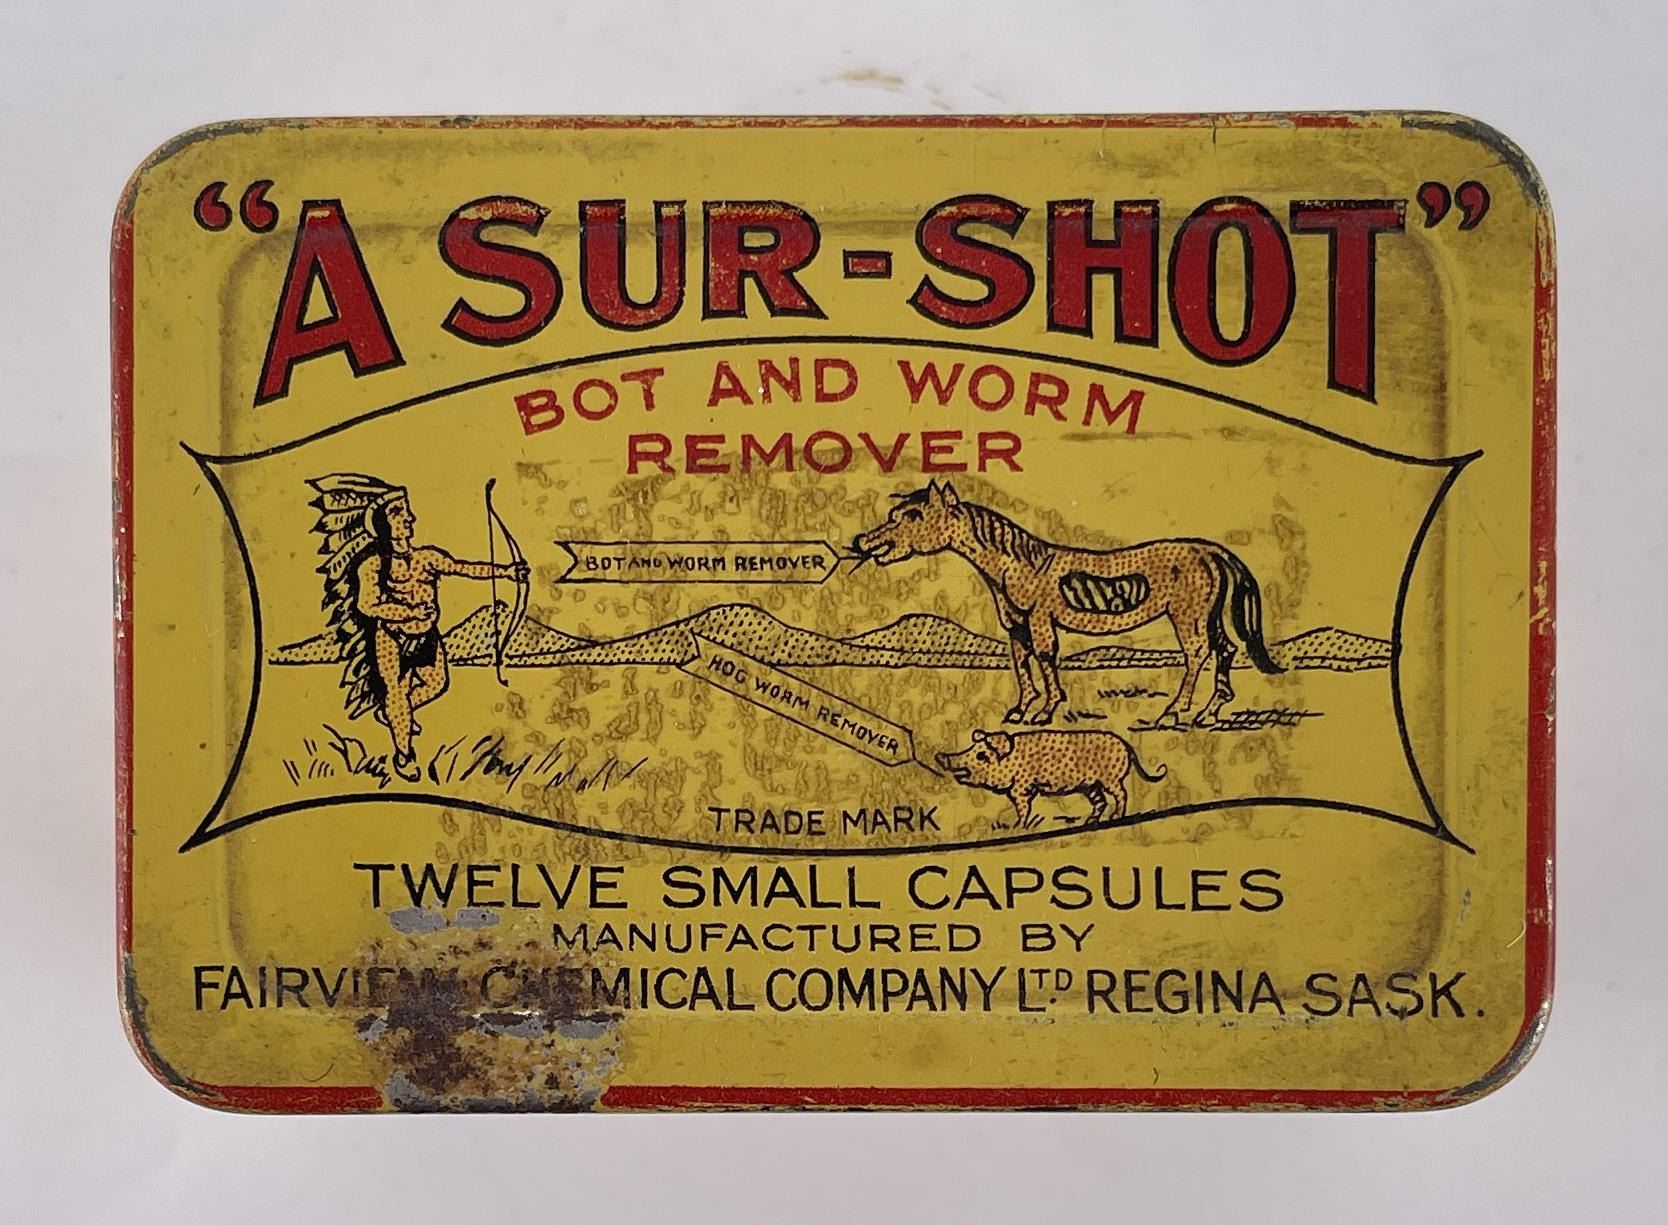 “A SUR-SHOT”
BOT AND WORM
REMOVER
BOT AND WORM REMOVER
HOG WORM REMOVER
TRADE MARK
TWELVE SMALL CAPSULES
MANUFACTURED BY
FAIRVIEW CHEMICAL COMPANY LTD REGINA SASK.